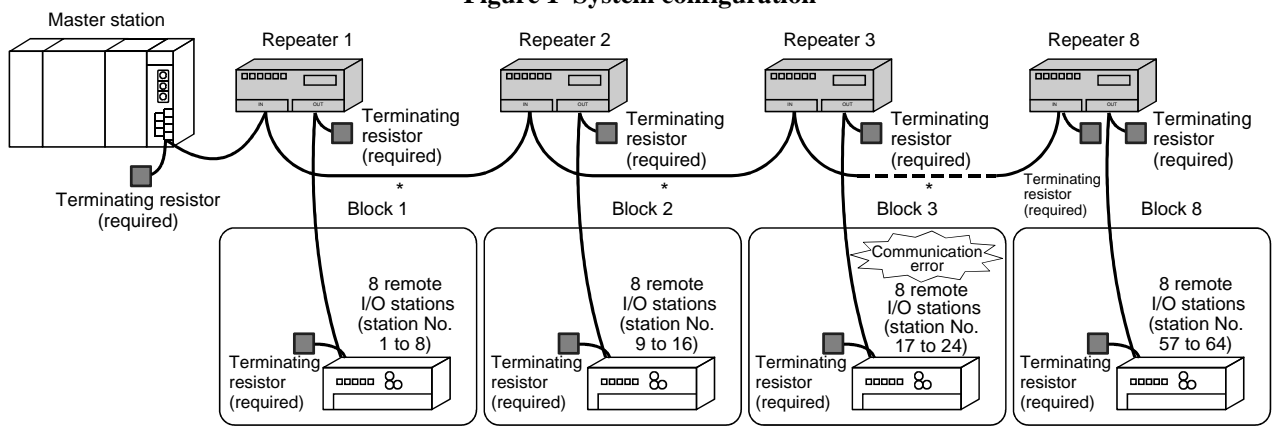 Figure 1 System configuration
Master station
Repeater 1
Repeater 2
Repeater 3
Repeater 8
IN
OUT
IN
OUT
IN
OUT
IN
OUT
Terminating
resistor
(required)
Terminating
resistor
(required)
Terminating
resistor
(required)
Terminating
resistor
(required)
Terminating resistor
(required)
Terminating
resistor
(required)
*
*
*
Block 1
Block 2
Block 3
Block 8
Communication
error
8 remote
I/O stations
(station No.
1 to 8)
Terminating
resistor
(required)
8 remote
I/O stations
(station No.
9 to 16)
Terminating
resistor
(required)
8 remote
I/O stations
(station No.
17 to 24)
Terminating
resistor
(required)
8 remote
I/O stations
(station No.
57 to 64)
Terminating
resistor
(required)